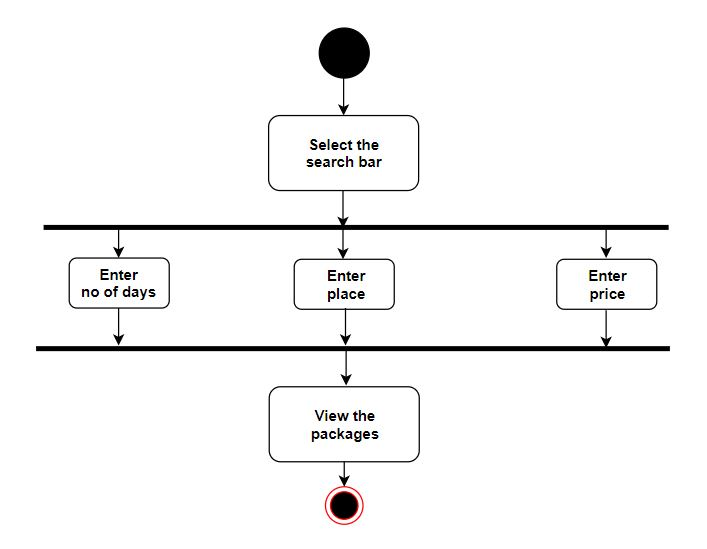 Select the
search bar
Enter
no of days
Enter
place
Enter
price
View the
packages